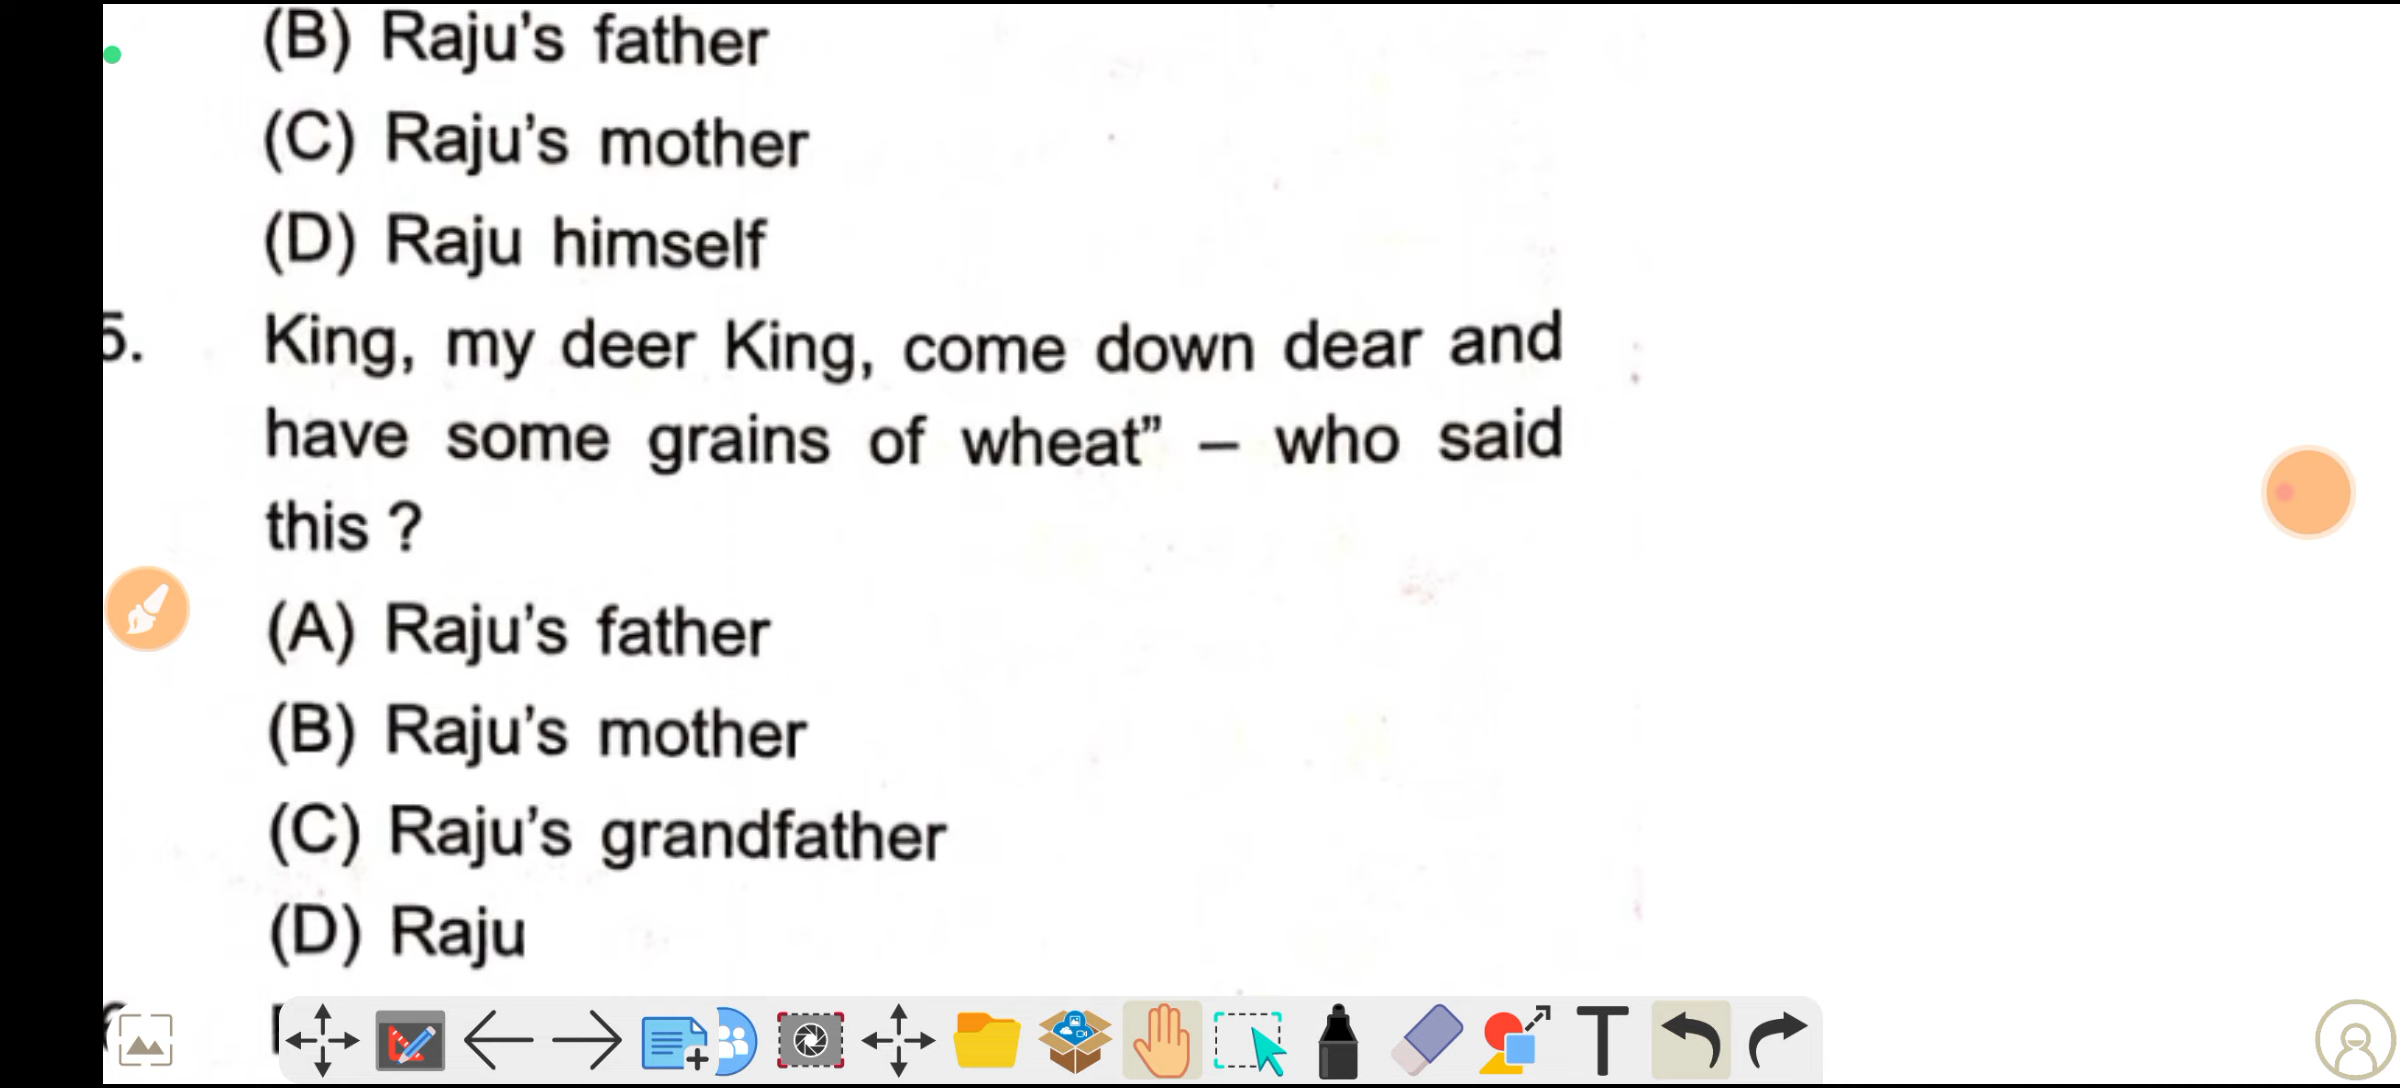 (B) Raju's father
(C) Raju's mother
(D) Raju himself
5. King, my deer King, come down dear and
have some grains of wheat” – who said
this ?
(A) Raju's father
(B) Raju's mother
(C) Raju's grandfather
(D) Raju